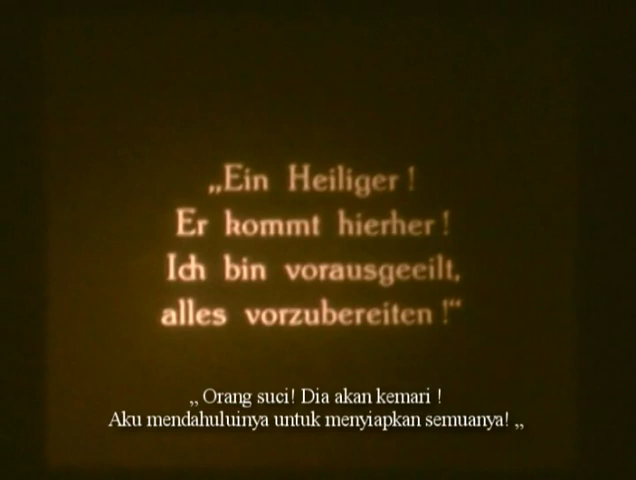 „Ein Heiliger!
Er kommt hierher!
Ich bin vorausgeeilt,
alles vorzubereiten!“
,, Orang suci! Dia akan kemari !
Aku mendahuluinya untuk menyiapkan semuanya! ,,